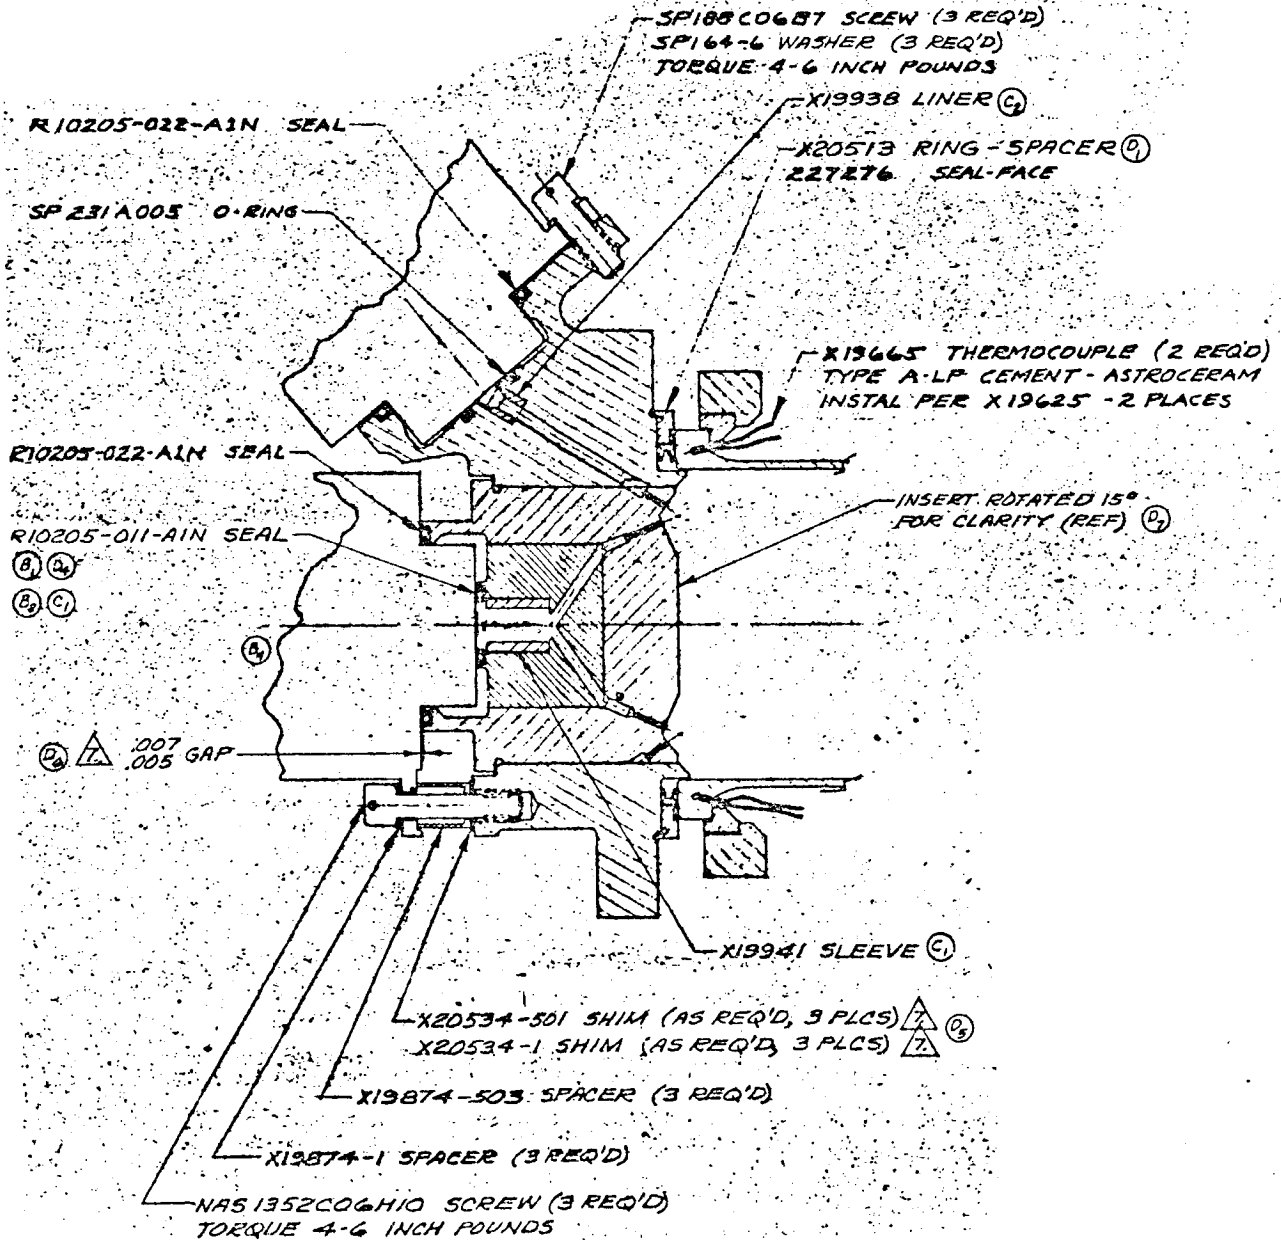 SP188C06B7 SCREW (3 REQ'D)
SP164-6 WASHER (3 REQ'D)
TORQUE 4-6 INCH POUNDS
X19938 LINER C2
R10205-022-A1N SEAL
X20513 RING-SPACER D1
227276 SEAL-FACE
SP231A005 O-RING
X19665 THERMOCOUPLE (2 REQ'D)
TYPE A-LP CEMENT - ASTROCERAM
INSTAL PER X19625 - 2 PLACES
R10205-022-A1N SEAL
INSERT ROTATED 15°
FOR CLARITY (REF) D7
R10205-011-A1N SEAL
B1 D4
C1
B4
7. .007
.005 GAP
X19941 SLEEVE C1
X20534-501 SHIM (AS REQ'D, 3 PLCS) 7.
X20534-1 SHIM (AS REQ'D, 3 PLCS) 7. D5
X19874-503 SPACER (3 REQ'D)
X19874-1 SPACER (3 REQ'D)
NAS1352C06H10 SCREW (3 REQ'D)
TORQUE 4-6 INCH POUNDS